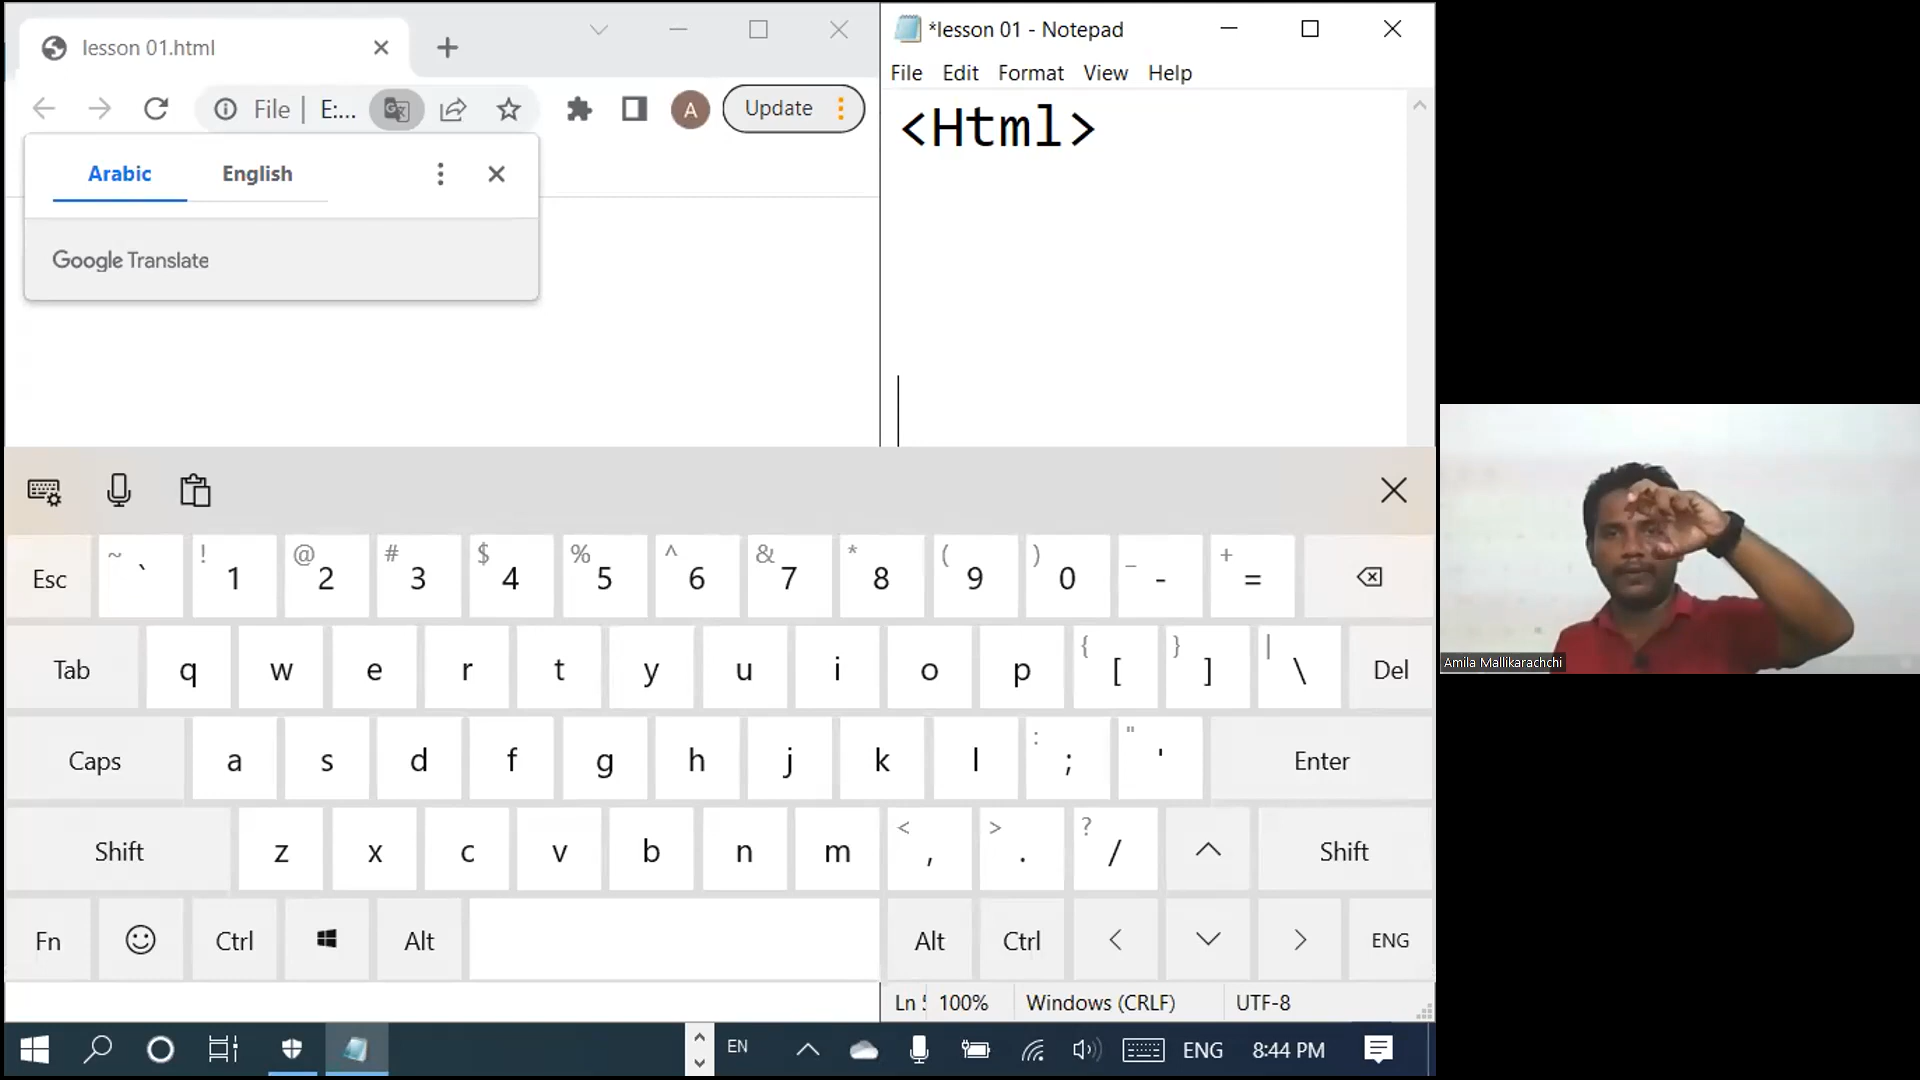 lesson 01.html
*lesson 01 - Notepad
File Edit Format View Help
File E:... A Update
<Html>
Arabic English
Google Translate
Esc ~ ` ! 1 @ 2 # 3 $ 4 % 5 ^ 6 & 7 * 8 ( 9 ) 0 _ - + =
Tab q w e r t y u i o p { [ } ] | \ Del
Caps a s d f g h j k l : ; " ' Enter
Shift z x c v b n m < , > . ? / Shift
Fn Ctrl Alt Alt Ctrl ENG
Amila Mallikarachchi
Ln 100% Windows (CRLF) UTF-8
EN ENG 8:44 PM